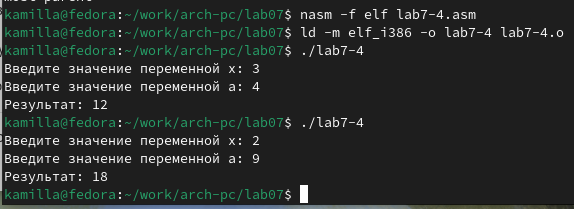 kamilla@fedora:~/work/arch-pc/lab07$ nasm -f elf lab7-4.asm
kamilla@fedora:~/work/arch-pc/lab07$ ld -m elf_i386 -o lab7-4 lab7-4.o
kamilla@fedora:~/work/arch-pc/lab07$ ./lab7-4
Введите значение переменной x: 3
Введите значение переменной a: 4
Результат: 12
kamilla@fedora:~/work/arch-pc/lab07$ ./lab7-4
Введите значение переменной x: 2
Введите значение переменной a: 9
Результат: 18
kamilla@fedora:~/work/arch-pc/lab07$